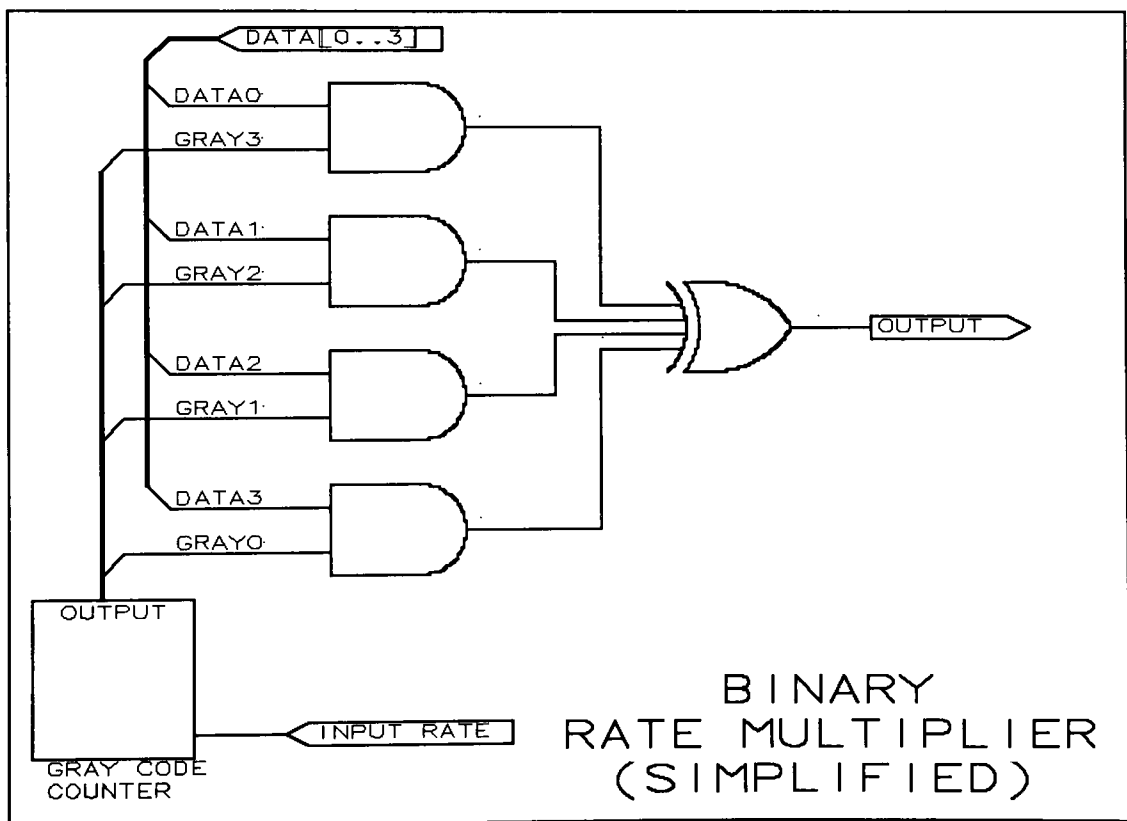 DATA[0..3]
DATA0
GRAY3
DATA1
GRAY2
DATA2
GRAY1
DATA3
GRAY0
OUTPUT
OUTPUT
INPUT RATE
GRAY CODE
COUNTER
BINARY
RATE MULTIPLIER
(SIMPLIFIED)